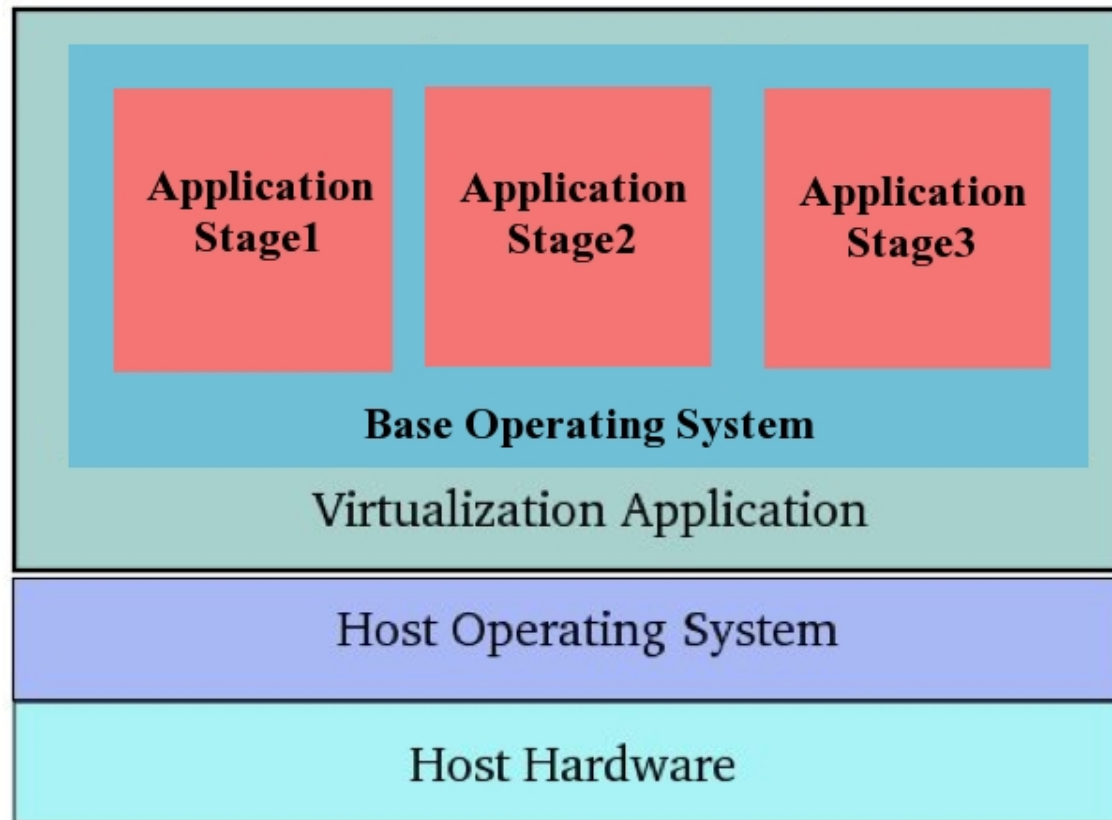 Application
Stage1
Application
Stage2
Application
Stage3
Base Operating System
Virtualization Application
Host Operating System
Host Hardware